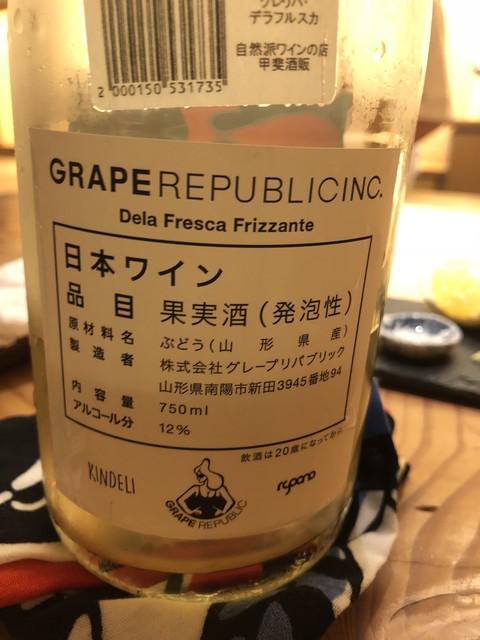 グレリパ・
デラフルスカ
自然派ワインの店
甲斐酒販
2 000150 531735
GRAPE REPUBLIC INC.
Dela Fresca Frizzante
日本ワイン
品目 果実酒(発泡性)
原材料名 ぶどう(山形県産)
製造者 株式会社グレープリパブリック
山形県南陽市新田3945番地94
内容量 750ml
アルコール分 12%
飲酒は20歳になってから
KINDELI
GRAPE REPUBLIC